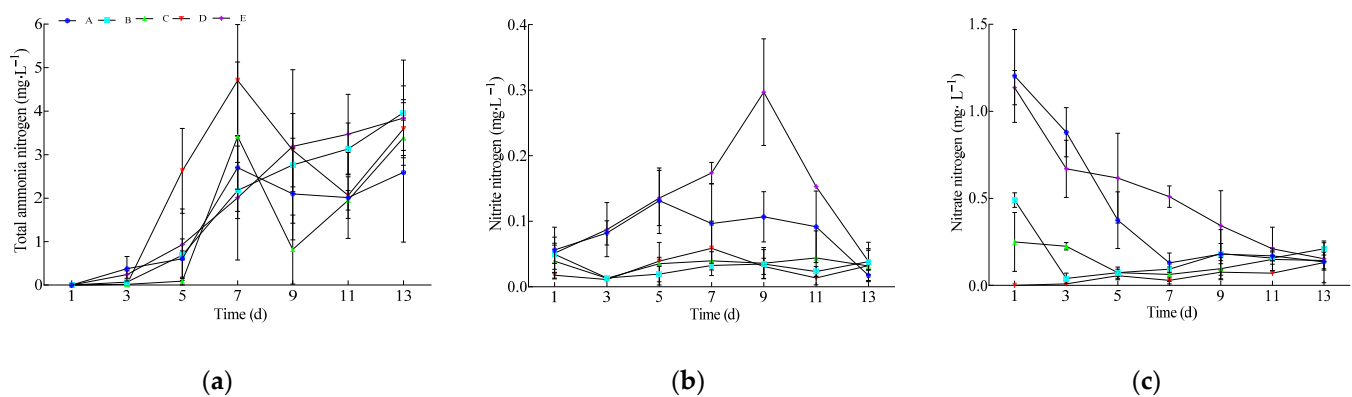 A B C D E
Total ammonia nitrogen (mg·L⁻¹)
6
5
4
3
2
1
0
1 3 5 7 9 11 13
Time (d)
(a)
Nitrite nitrogen (mg·L⁻¹)
0.4
0.3
0.2
0.1
0.0
1 3 5 7 9 11 13
Time (d)
(b)
Nitrate nitrogen (mg· L⁻¹)
1.5
1.0
0.5
0.0
1 3 5 7 9 11 13
Time (d)
(c)